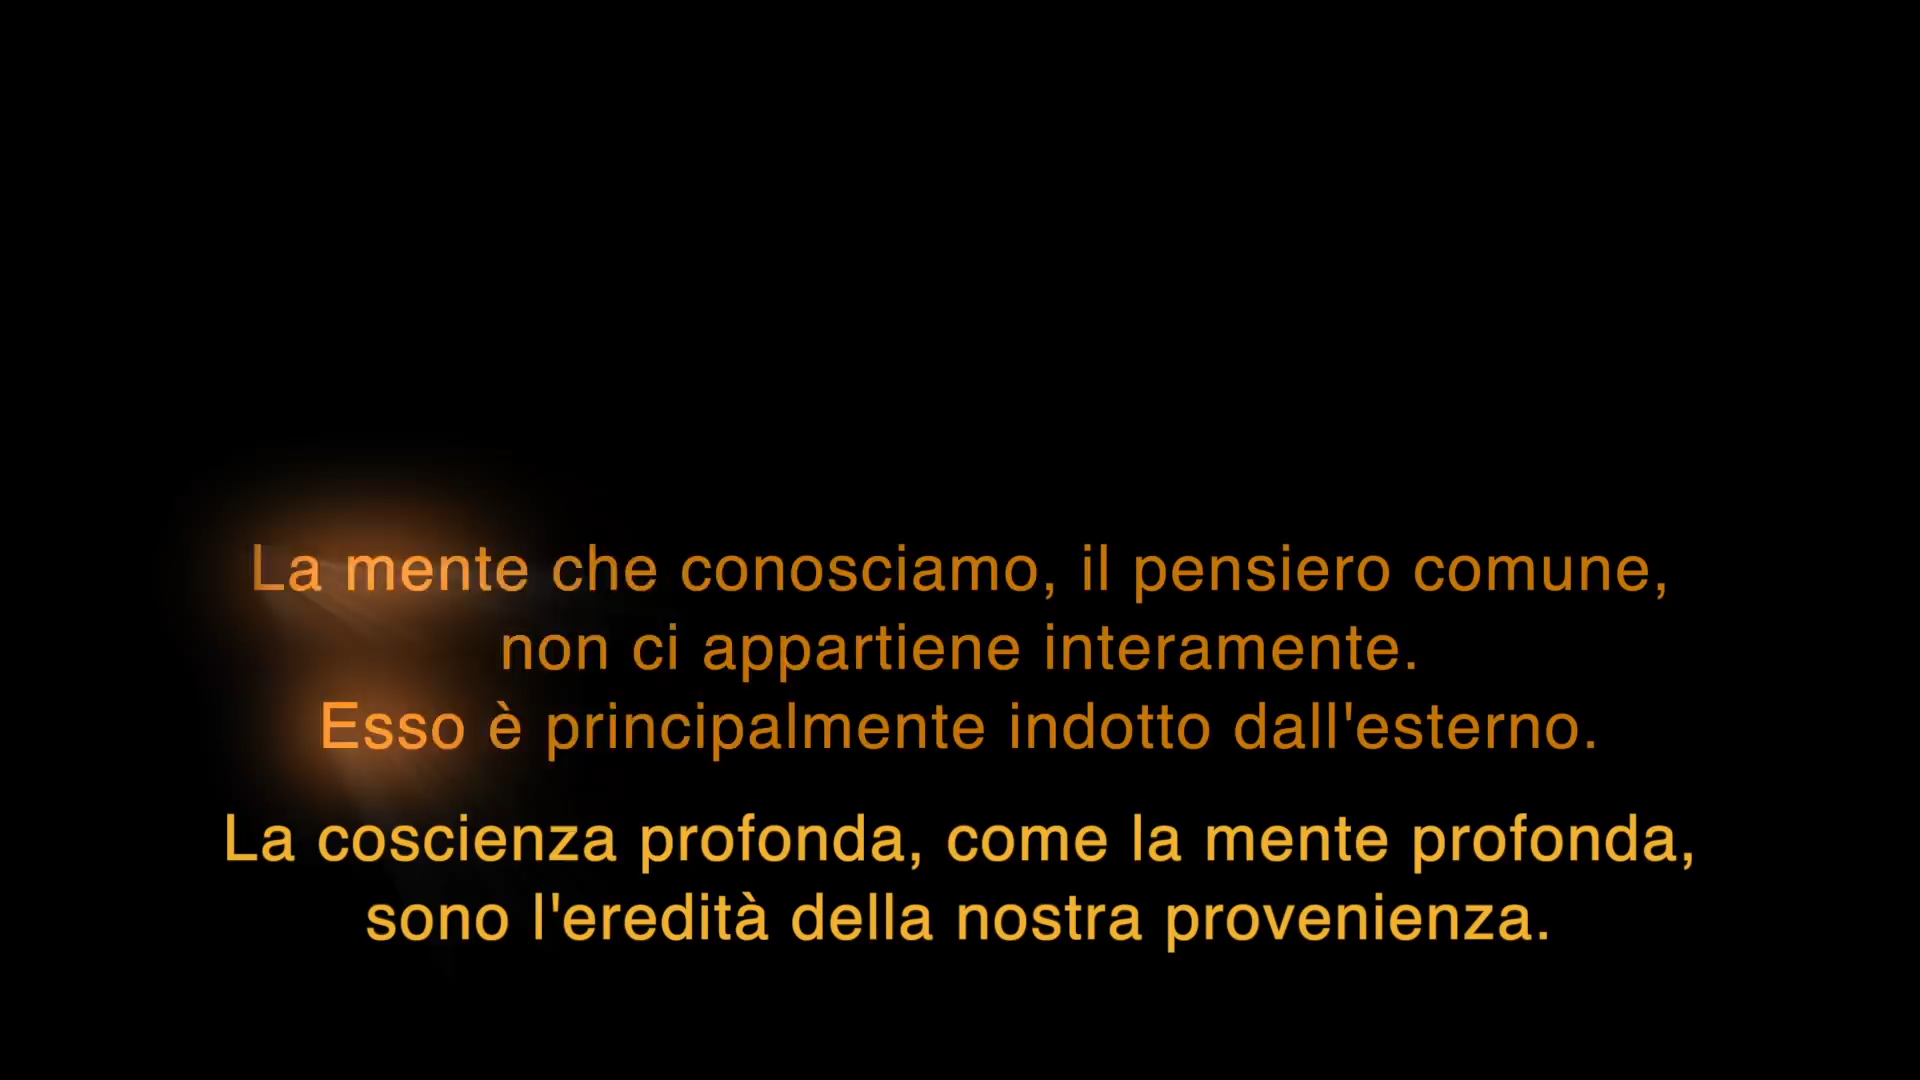 La mente che conosciamo, il pensiero comune,
non ci appartiene interamente.
Esso è principalmente indotto dall'esterno.
La coscienza profonda, come la mente profonda,
sono l'eredità della nostra provenienza.